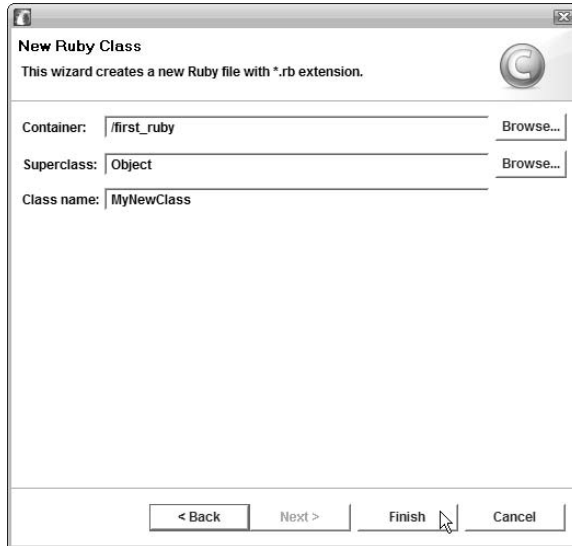 New Ruby Class
This wizard creates a new Ruby file with *.rb extension.
C
Container: /first_ruby Browse...
Superclass: Object Browse...
Class name: MyNewClass
< Back Next > Finish Cancel